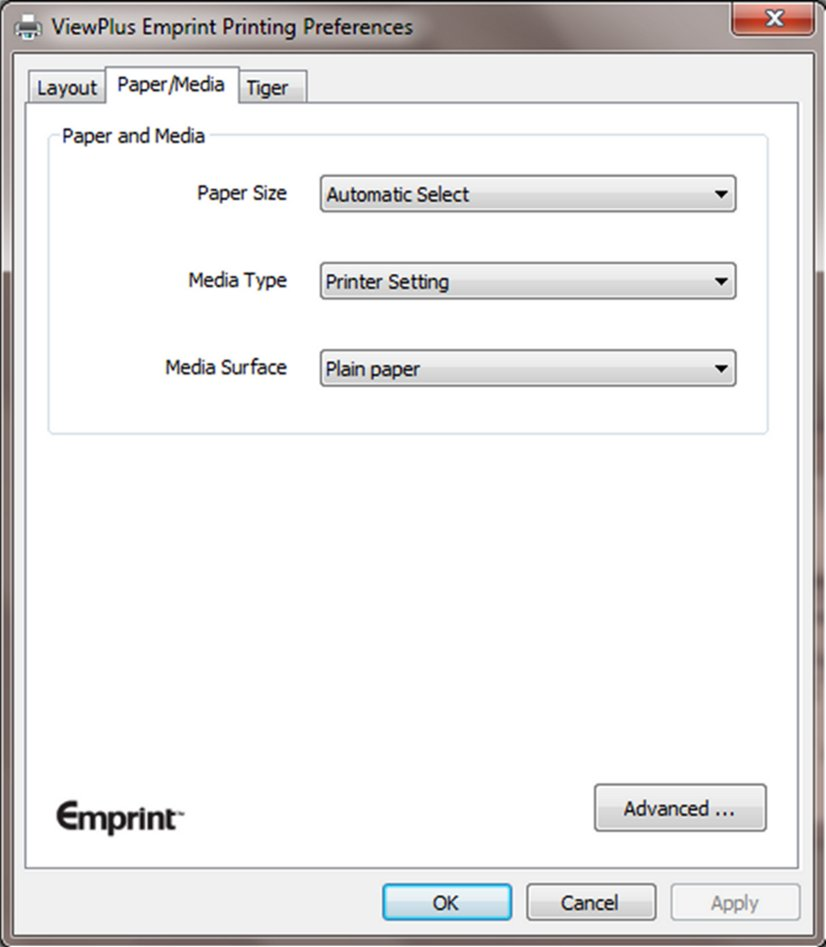 ViewPlus Emprint Printing Preferences
Layout Paper/Media Tiger
Paper and Media
Paper Size Automatic Select
Media Type Printer Setting
Media Surface Plain paper
Emprint™ Advanced ...
OK Cancel Apply